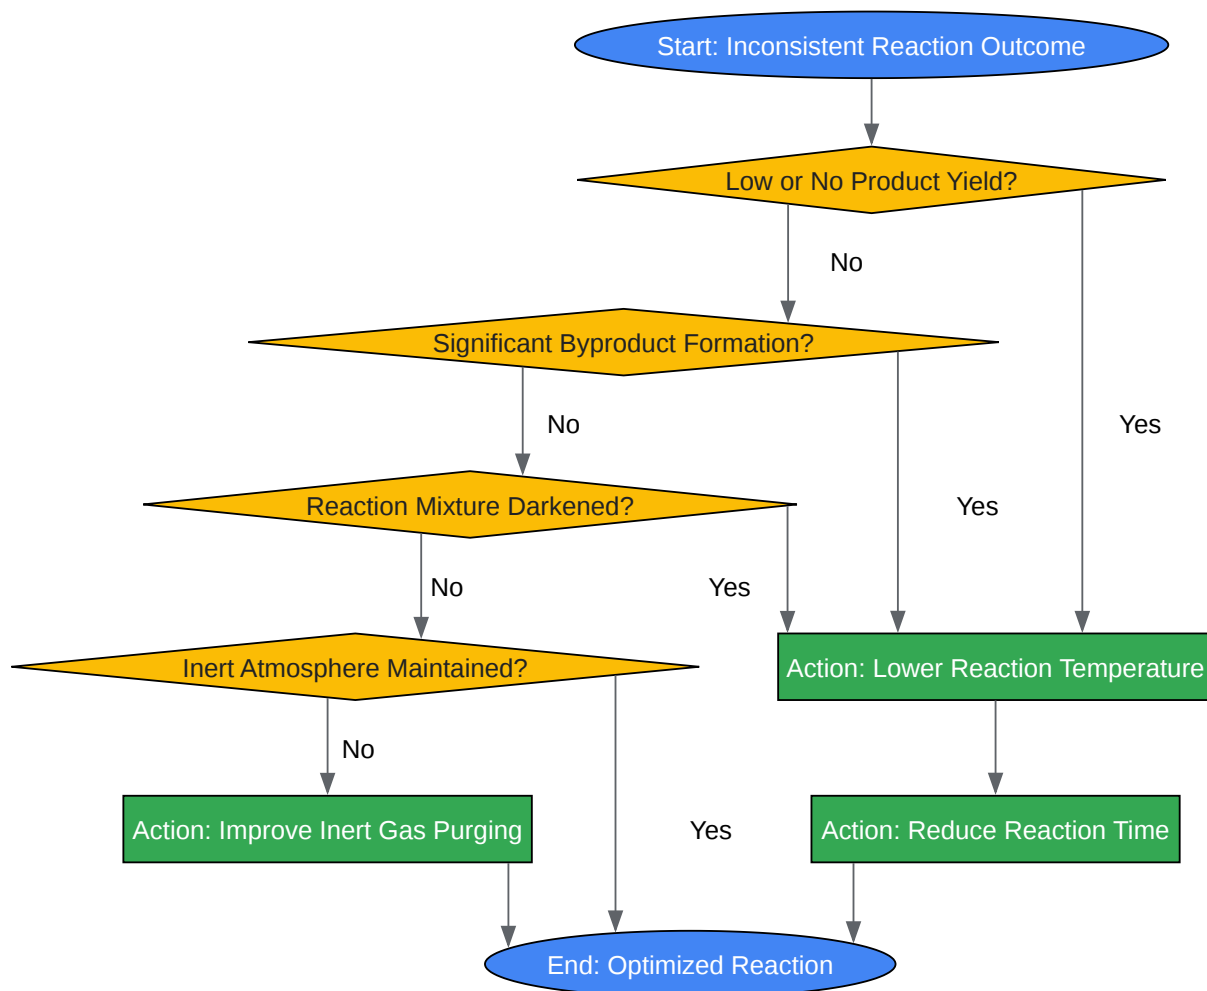 Start: Inconsistent Reaction Outcome
Low or No Product Yield?
No
Significant Byproduct Formation?
No
Yes
Reaction Mixture Darkened?
Yes
No
Yes
Inert Atmosphere Maintained?
Action: Lower Reaction Temperature
No
Action: Improve Inert Gas Purging
Yes
Action: Reduce Reaction Time
End: Optimized Reaction